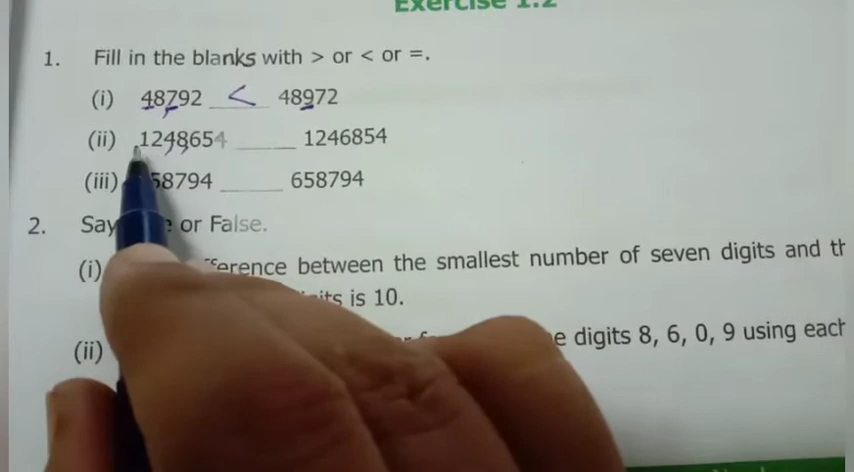 Exercise 1.2
1. Fill in the blanks with > or < or =.
(i) 48792 < 48972
(ii) 1248654 ____ 1246854
(iii) 58794 ____ 658794
2. Say or False.
(i) difference between the smallest number of seven digits and th
digits is 10.
(ii) e digits 8, 6, 0, 9 using each